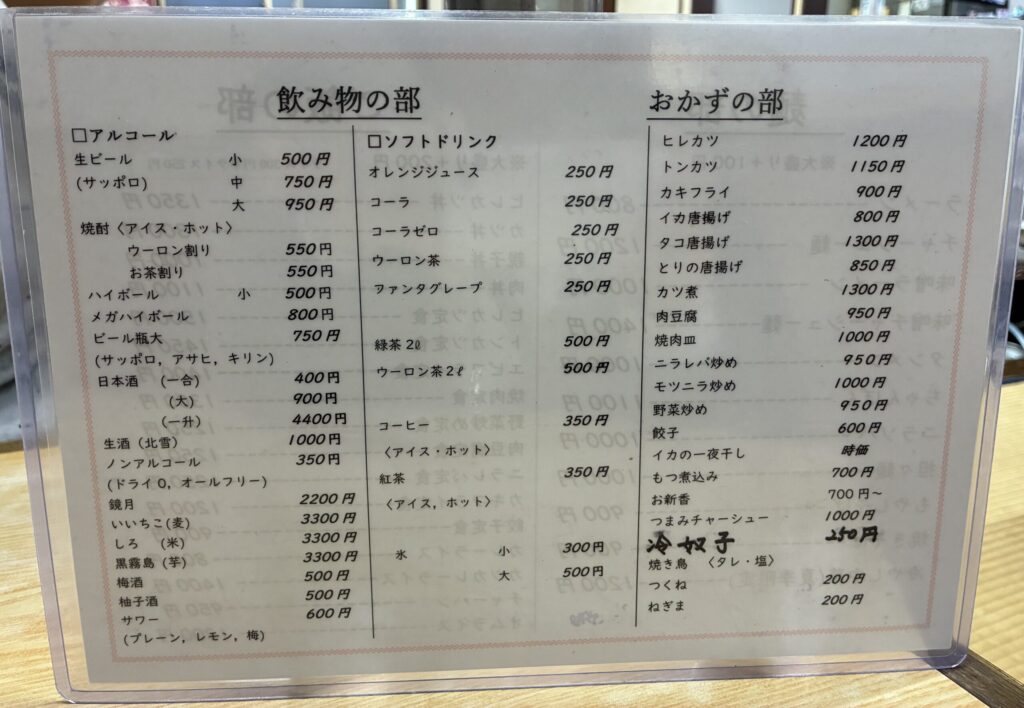 飲み物の部
□アルコール
生ビール 小 500円
(サッポロ) 中 750円
大 950円
焼酎〈アイス・ホット〉
ウーロン割り 550円
お茶割り 550円
ハイボール 小 500円
メガハイボール 800円
ビール瓶大 750円
(サッポロ, アサヒ, キリン)
日本酒 (一合) 400円
(大) 900円
(一升) 4400円
生酒 (北雪) 1000円
ノンアルコール 350円
(ドライ0, オールフリー)
鏡月 2200円
いいちこ(麦) 3300円
しろ (米) 3300円
黒霧島 (芋) 3300円
梅酒 500円
柚子酒 500円
サワー 600円
(プレーン, レモン, 梅)
□ソフトドリンク
オレンジジュース 250円
コーラ 250円
コーラゼロ 250円
ウーロン茶 250円
ファンタグレープ 250円
緑茶2ℓ 500円
ウーロン茶2ℓ 500円
コーヒー 350円
〈アイス・ホット〉
紅茶 350円
〈アイス, ホット〉
氷 小 300円
大 500円
おかずの部
ヒレカツ 1200円
トンカツ 1150円
カキフライ 900円
イカ唐揚げ 800円
タコ唐揚げ 1300円
とりの唐揚げ 850円
カツ煮 1300円
肉豆腐 950円
焼肉皿 1000円
ニラレバ炒め 950円
モツニラ炒め 1000円
野菜炒め 950円
餃子 600円
イカの一夜干し 時価
もつ煮込み 700円
お新香 700円～
つまみチャーシュー 1000円
冷奴子 250円
焼き鳥 〈タレ・塩〉
つくね 200円
ねぎま 200円